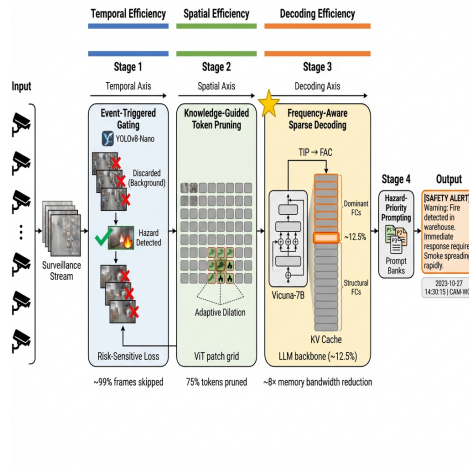 Temporal Efficiency
Spatial Efficiency
Decoding Efficiency
Stage 1
Stage 2
Stage 3
Input
Temporal Axis
Spatial Axis
Decoding Axis
Event-Triggered
Gating
YOLOv8-Nano
Discarded
(Background)
Hazard
Detected
Risk-Sensitive Loss
Knowledge-Guided
Token Pruning
Adaptive Dilation
ViT patch grid
Frequency-Aware
Sparse Decoding
TIP → FAC
Dominant
FCs
~12.5%
Structural
FCs
Vicuna-7B
KV Cache
LLM backbone (~12.5%)
Surveillance
Stream
Stage 4
Hazard-
Priority
Prompting
P1
P2
P3
Prompt
Banks
Output
[SAFETY ALERT]
Warning: Fire
detected in
warehouse.
Immediate
response require
Smoke spreading
rapidly.
2023-10-27
14:30:15 | CAM-W
~99% frames skipped
75% tokens pruned
~8× memory bandwidth reduction